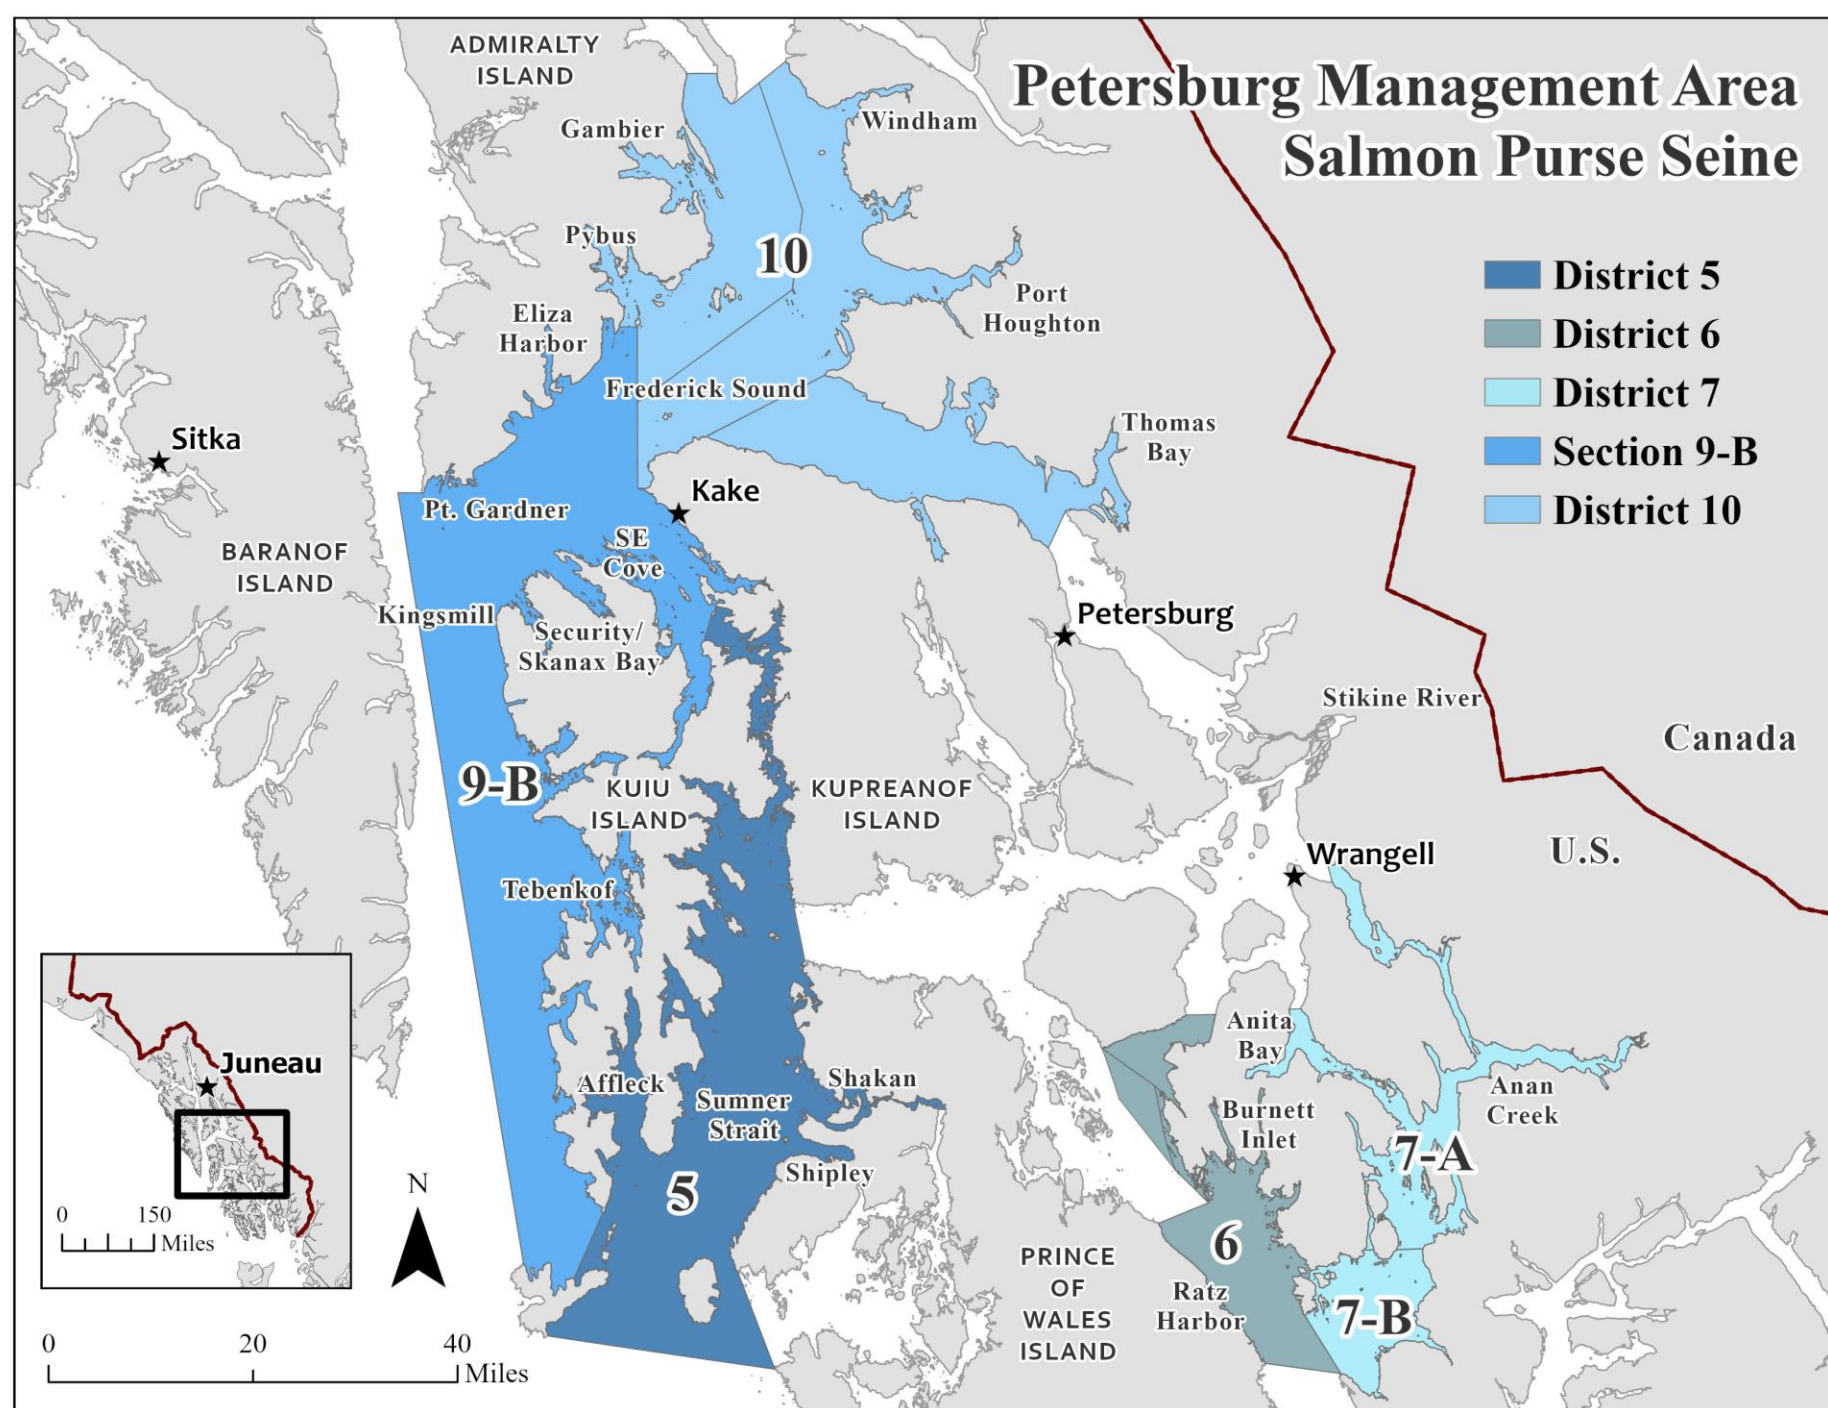 Petersburg Management Area
Salmon Purse Seine
District 5
District 6
District 7
Section 9-B
District 10
ADMIRALTY
ISLAND
Gambier
Windham
Pybus
10
Eliza
Harbor
Port
Houghton
Frederick Sound
Thomas
Bay
Sitka
Kake
Pt. Gardner
SE
Cove
BARANOF
ISLAND
Kingsmill
Security/
Skanax Bay
Petersburg
Stikine River
Canada
9-B
KUIU
ISLAND
KUPREANOF
ISLAND
Wrangell
U.S.
Tebenkof
Anita
Bay
Affleck
Sumner
Strait
Shakan
Burnett
Inlet
Anan
Creek
7-A
Shipley
5
6
PRINCE
OF
WALES
ISLAND
Ratz
Harbor
7-B
Juneau
0 150
Miles
N
0 20 40
Miles